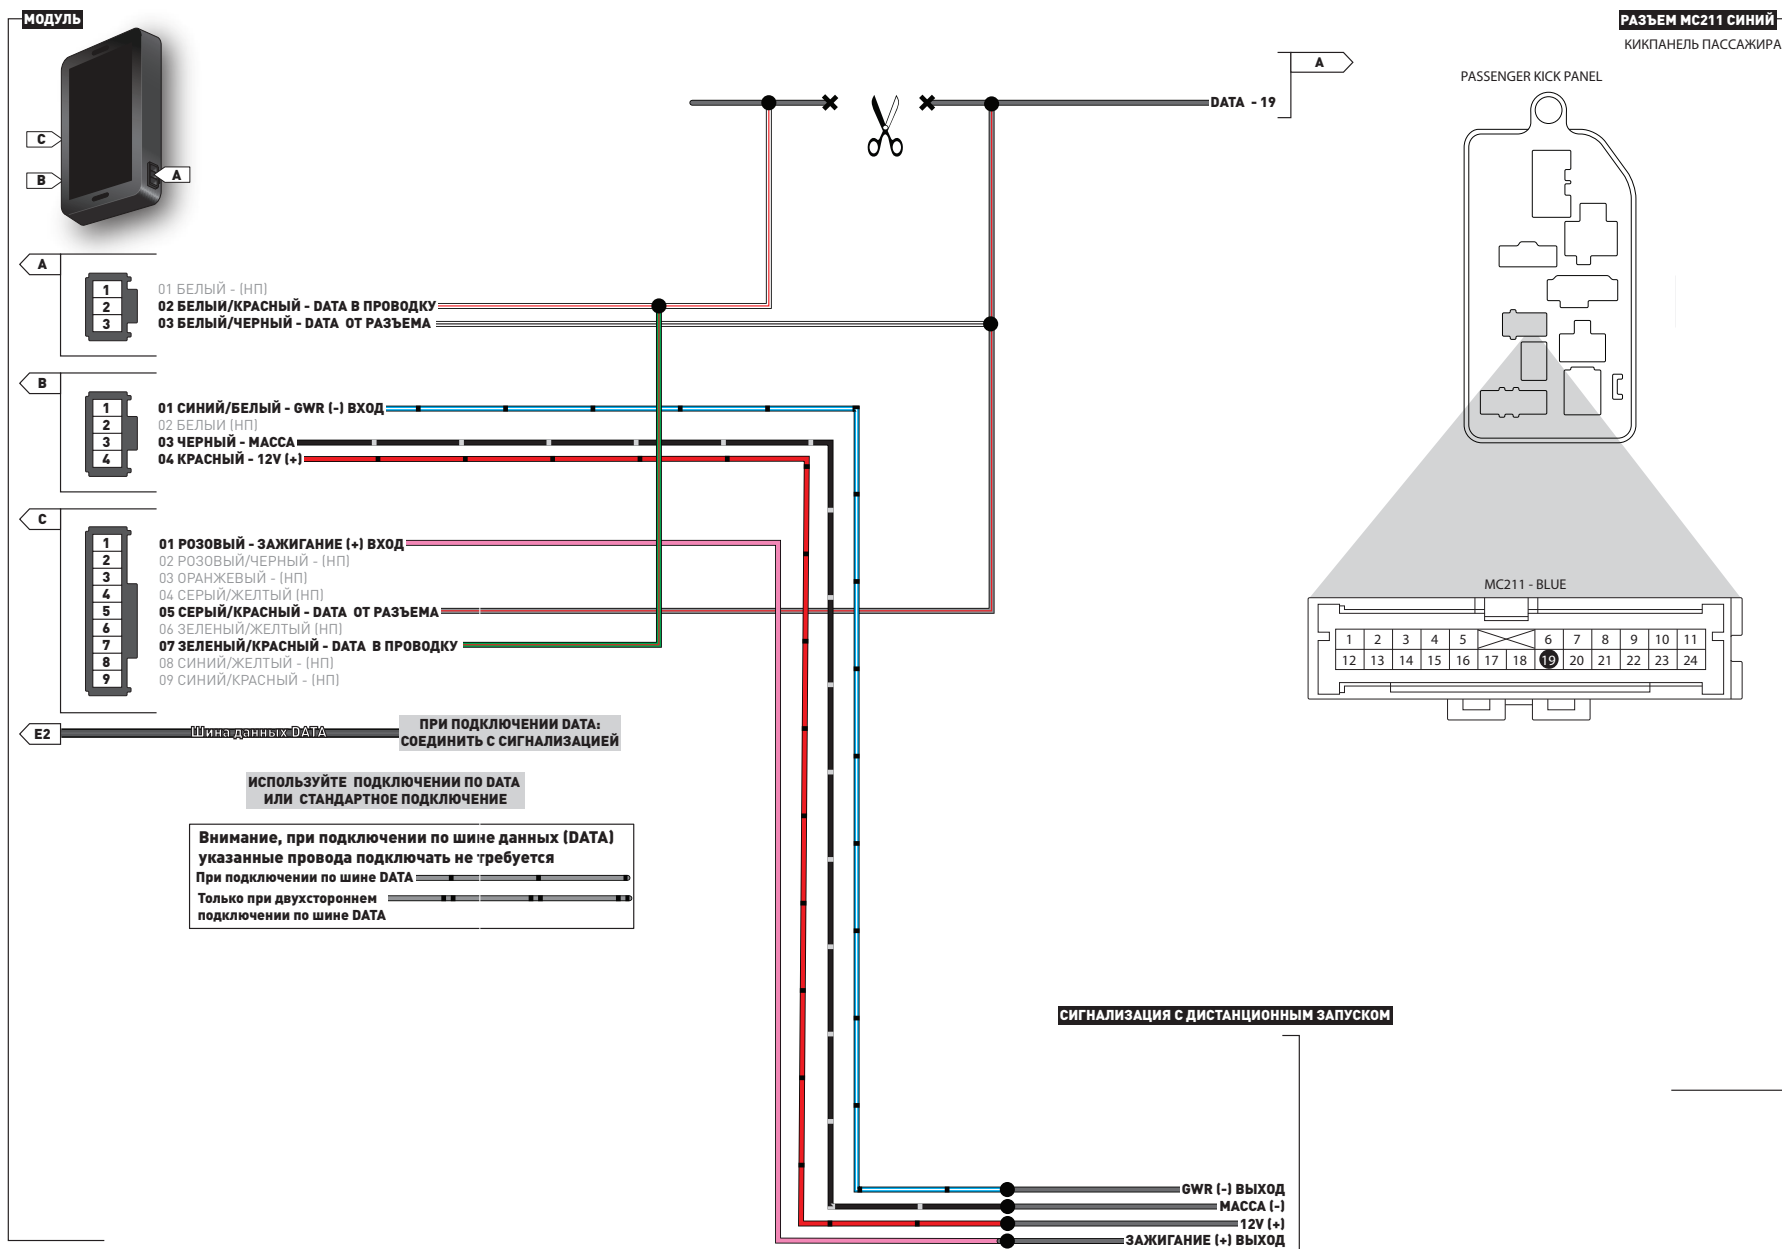 МОДУЛЬ
РАЗЪЕМ MC211 СИНИЙ
КИКПАНЕЛЬ ПАССАЖИРА
PASSENGER KICK PANEL
A
DATA - 19
C
B
A
A
1
2
3
01 БЕЛЫЙ - (НП)
02 БЕЛЫЙ/КРАСНЫЙ - DATA В ПРОВОДКУ
03 БЕЛЫЙ/ЧЕРНЫЙ - DATA ОТ РАЗЪЕМА
B
1
2
3
4
01 СИНИЙ/БЕЛЫЙ - GWR (-) ВХОД
02 БЕЛЫЙ (НП)
03 ЧЕРНЫЙ - МАССА
04 КРАСНЫЙ - 12V (+)
C
1
2
3
4
5
6
7
8
9
01 РОЗОВЫЙ - ЗАЖИГАНИЕ (+) ВХОД
02 РОЗОВЫЙ/ЧЕРНЫЙ - (НП)
03 ОРАНЖЕВЫЙ - (НП)
04 СЕРЫЙ/ЖЕЛТЫЙ (НП)
05 СЕРЫЙ/КРАСНЫЙ - DATA ОТ РАЗЪЕМА
06 ЗЕЛЕНЫЙ/ЖЕЛТЫЙ (НП)
07 ЗЕЛЕНЫЙ/КРАСНЫЙ - DATA В ПРОВОДКУ
08 СИНИЙ/ЖЕЛТЫЙ - (НП)
09 СИНИЙ/КРАСНЫЙ - (НП)
MC211 - BLUE
1 2 3 4 5 6 7 8 9 10 11
12 13 14 15 16 17 18 19 20 21 22 23 24
E2
Шина данных DATA
ПРИ ПОДКЛЮЧЕНИИ DATA:
СОЕДИНИТЬ С СИГНАЛИЗАЦИЕЙ
ИСПОЛЬЗУЙТЕ ПОДКЛЮЧЕНИИ ПО DATA
ИЛИ СТАНДАРТНОЕ ПОДКЛЮЧЕНИЕ
Внимание, при подключении по шине данных (DATA)
указанные провода подключать не требуется
При подключении по шине DATA
Только при двухстороннем
подключении по шине DATA
СИГНАЛИЗАЦИЯ С ДИСТАНЦИОННЫМ ЗАПУСКОМ
GWR (-) ВЫХОД
МАССА (-)
12V (+)
ЗАЖИГАНИЕ (+) ВЫХОД